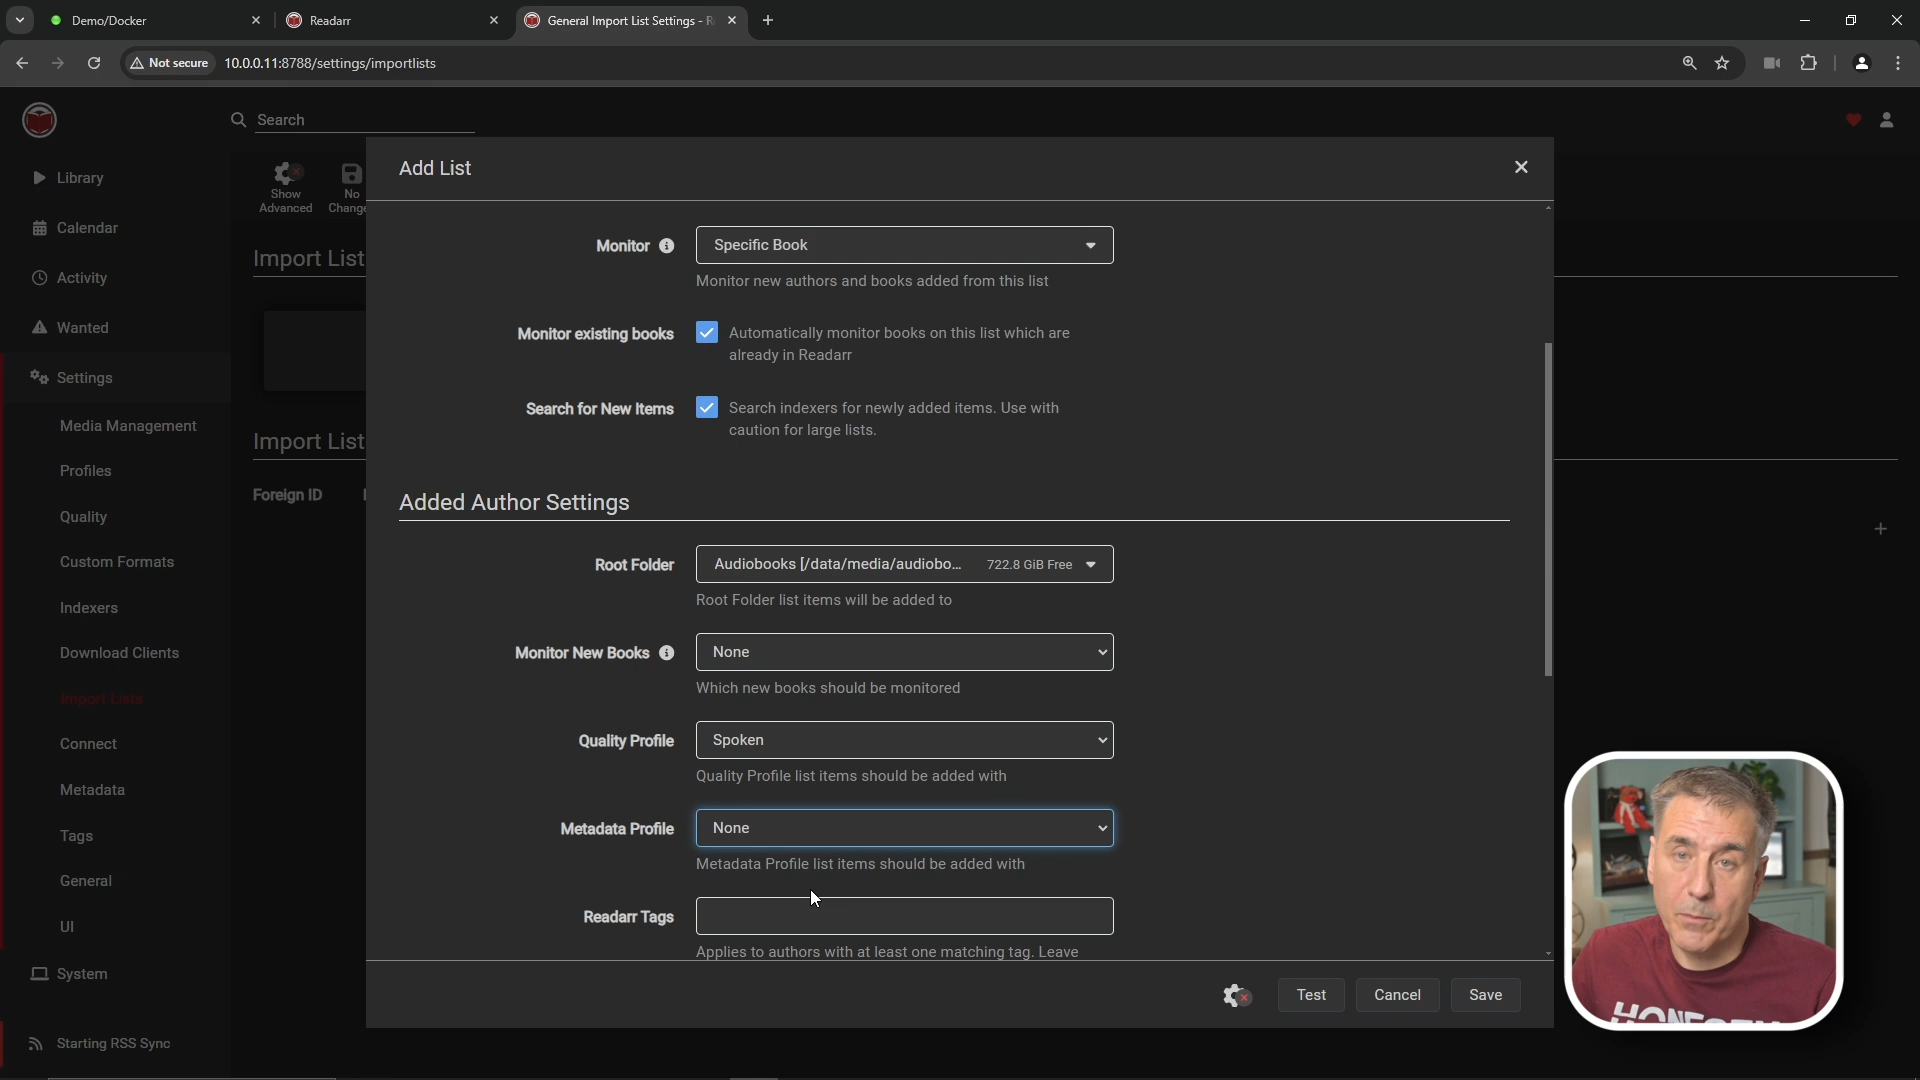 Demo/Docker
Readarr
General Import List Settings - R
Not secure
10.0.0.11:8788/settings/importlists
Search
Library
Calendar
Activity
Wanted
Settings
Media Management
Profiles
Quality
Custom Formats
Indexers
Download Clients
Import Lists
Connect
Metadata
Tags
General
UI
System
Starting RSS Sync
Show
Advanced
No
Change
Import List
Import List
Foreign ID
Add List
Monitor
Specific Book
Monitor new authors and books added from this list
Monitor existing books
Automatically monitor books on this list which are
already in Readarr
Search for New Items
Search indexers for newly added items. Use with
caution for large lists.
Added Author Settings
Root Folder
Audiobooks [/data/media/audiobo... 722.8 GiB Free
Root Folder list items will be added to
Monitor New Books
None
Which new books should be monitored
Quality Profile
Spoken
Quality Profile list items should be added with
Metadata Profile
None
Metadata Profile list items should be added with
Readarr Tags
Applies to authors with at least one matching tag. Leave
Test
Cancel
Save